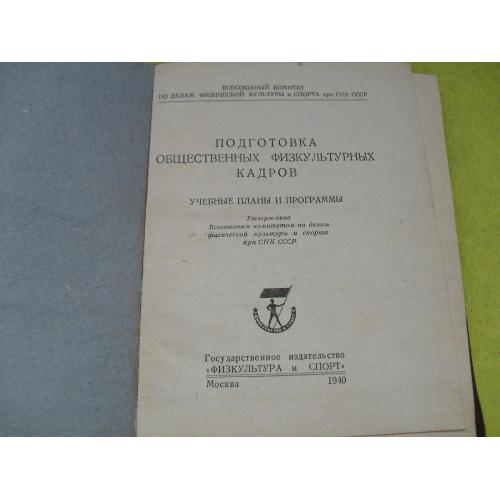 ВСЕСОЮЗНЫЙ КОМИТЕТ
ПО ДЕЛАМ ФИЗИЧЕСКОЙ КУЛЬТУРЫ и СПОРТА при СНК СССР
ПОДГОТОВКА
ОБЩЕСТВЕННЫХ ФИЗКУЛЬТУРНЫХ
КАДРОВ
УЧЕБНЫЕ ПЛАНЫ И ПРОГРАММЫ
Утверждено
Всесоюзным комитетом по делам
физической культуры и спорта
при СНК СССР
Государственное издательство
«ФИЗКУЛЬТУРА и СПОРТ»
Москва 1940